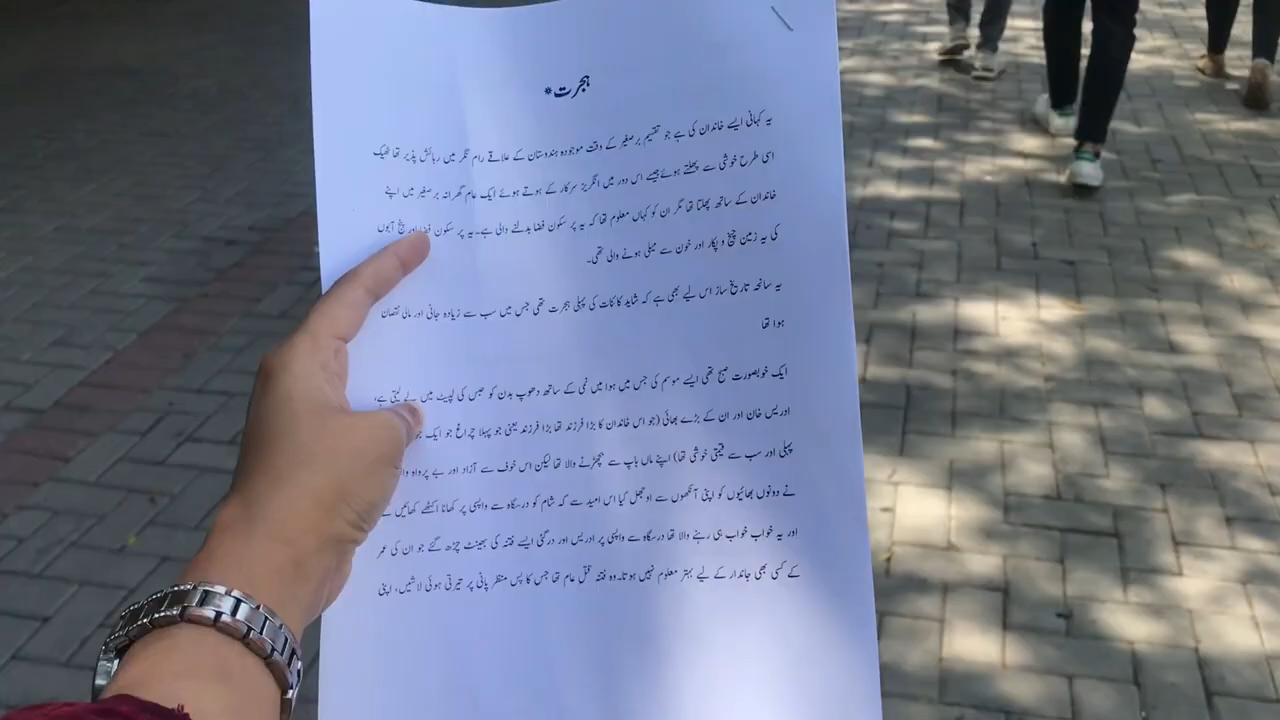 ہجرت*
یہ کہانی ایسے خاندان کی ہے جو تقسیم برصغیر کے وقت موجودہ ہندوستان کے علاقے رام نگر میں رہائش پذیر تھا ٹھیک
اسی طرح خوشی سے پھلتے ہوئے جیسے اس دور میں انگریز سرکار کے ہوتے ہوئے ایک عام گھرانہ برصغیر میں اپنے
خاندان کے ساتھ پھلتا تھا مگر ان کو کہاں معلوم تھا کہ یہ پر سکون فضا بدلنے والی ہے۔ یہ پر سکون فضا اور پنج آبوں
کی یہ زمین چیخ و پکار اور خون سے میلی ہونے والی تھی۔
یہ سانحہ تاریخ ساز اس لیے بھی ہے کہ شاید کائنات کی پہلی ہجرت تھی جس میں سب سے زیادہ جانی اور مالی نقصان
ہوا تھا
ایک خوبصورت صبح تھی ایسے موسم کی جس میں ہوا میں نمی کے ساتھ دھوپ بدن کو حبس کی لپیٹ میں لے لیتی ہے،
ادریس خان اور ان کے بڑے بھائی (جو اس خاندان کا بڑا فرزند تھا بڑا فرزند یعنی جو پہلا چراغ جو ایک
پہلی اور سب سے قیمتی خوشی تھا) اپنے ماں باپ سے بچھڑنے والا تھا لیکن اس خوف سے آزاد اور بے پرواہ
نے دونوں بھائیوں کو اپنی آنکھوں سے اوجھل کیا اس امید سے کہ شام کو درسگاہ سے واپسی پر کھانا اکٹھے کھائیں گے
اور یہ خواب خواب ہی رہنے والا تھا درسگاہ سے واپسی پر ادریس اور درگئی ایسے فتنہ کی بھینٹ چڑھ گئے جو ان کی عمر
کے کسی بھی جاندار کے لیے بہتر معلوم نہیں ہوتا۔ وہ فتنہ قتل عام تھا جس کا پس منظر پانی پر تیرتی ہوئی لاشیں، اپنی